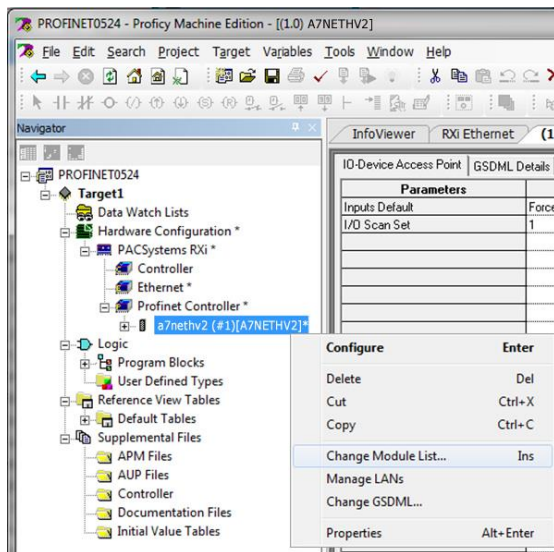 PROFINET0524 - Proficy Machine Edition - [(1.0) A7NETHV2]
File Edit Search Project Target Variables Tools Window Help
Navigator
InfoViewer RXi Ethernet (1
IO-Device Access Point GSDML Details
Parameters
Inputs Default Force
I/O Scan Set 1
PROFINET0524
Target1
Data Watch Lists
Hardware Configuration *
PACSystems RXi *
Controller
Ethernet *
Profinet Controller *
a7nethv2 (#1)[A7NETHV2]*
Logic
Program Blocks
User Defined Types
Reference View Tables
Default Tables
Supplemental Files
APM Files
AUP Files
Controller
Documentation Files
Initial Value Tables
Configure Enter
Delete Del
Cut Ctrl+X
Copy Ctrl+C
Change Module List... Ins
Manage LANs
Change GSDML...
Properties Alt+Enter